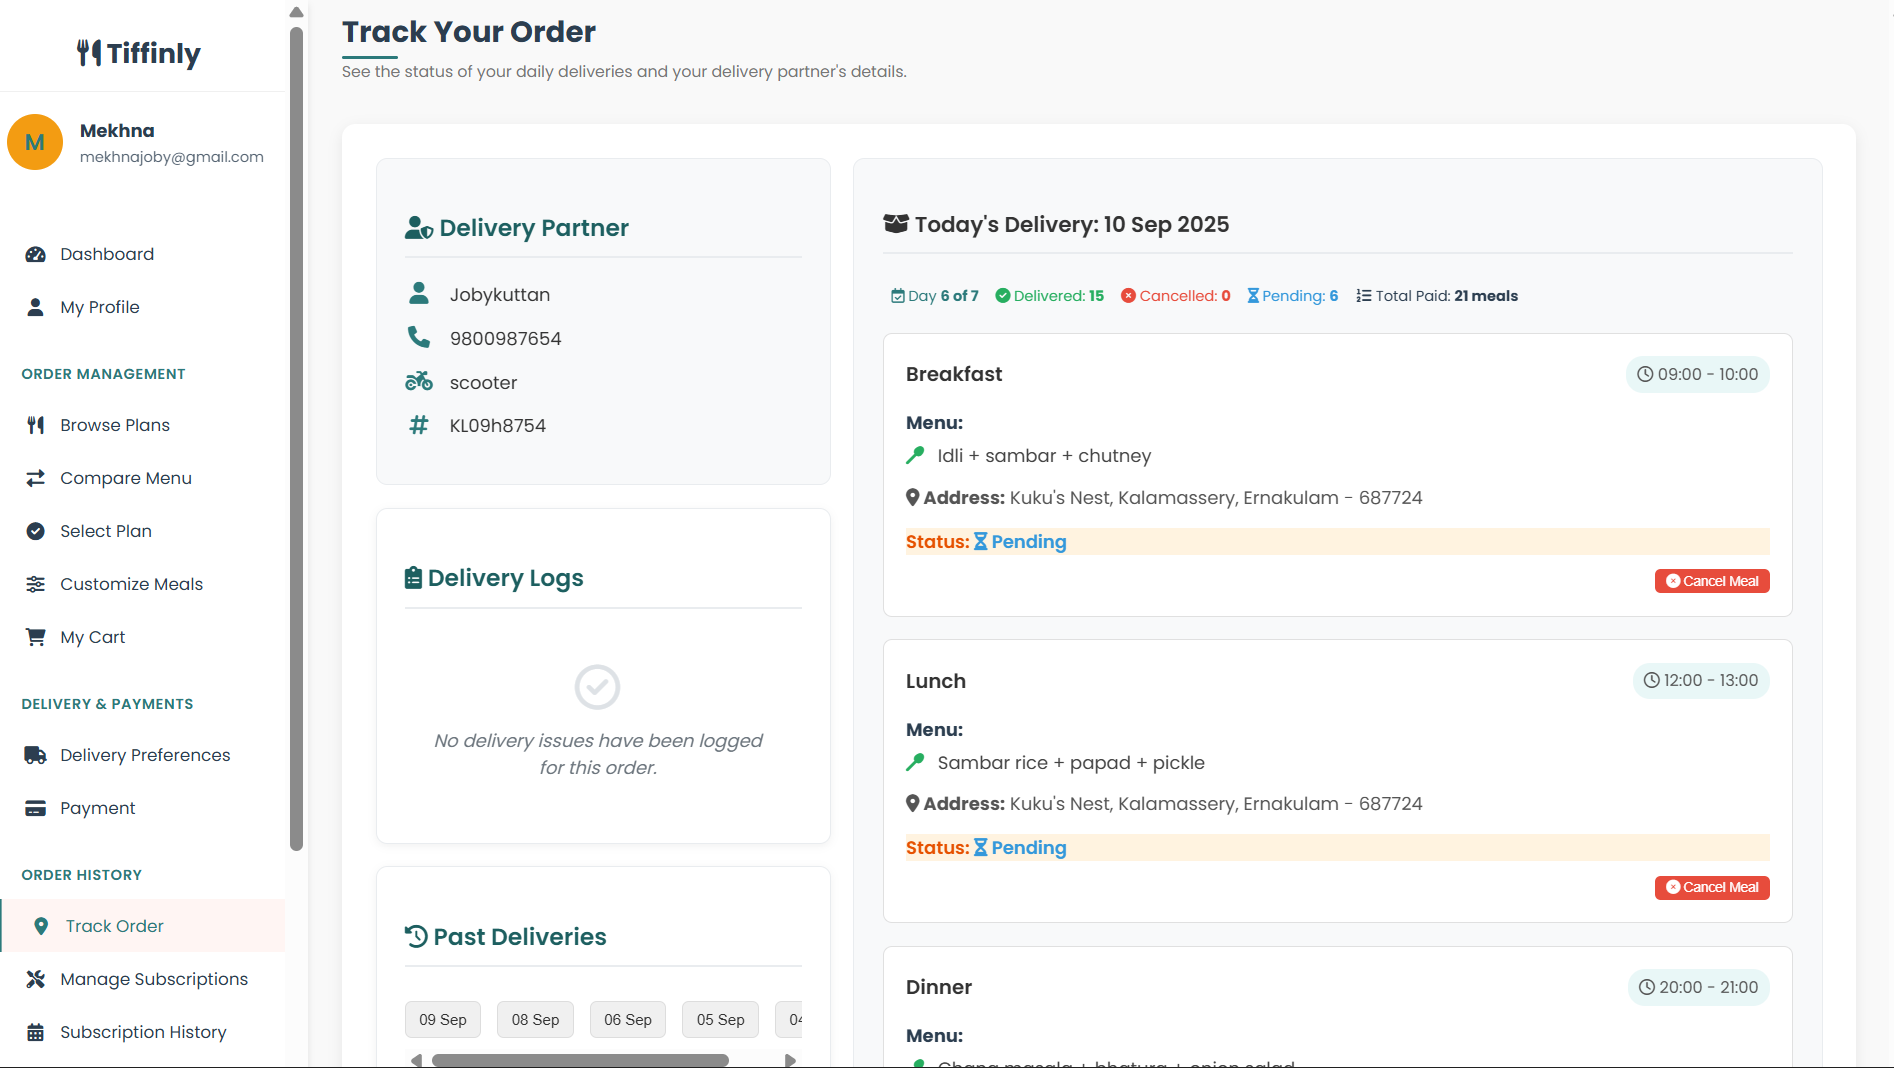 Tiffinly
M
Mekhna
mekhnajoby@gmail.com
Dashboard
My Profile
ORDER MANAGEMENT
Browse Plans
Compare Menu
Select Plan
Customize Meals
My Cart
DELIVERY & PAYMENTS
Delivery Preferences
Payment
ORDER HISTORY
Track Order
Manage Subscriptions
Subscription History
Track Your Order
See the status of your daily deliveries and your delivery partner's details.
Delivery Partner
Jobykuttan
9800987654
scooter
# KL09h8754
Delivery Logs
No delivery issues have been logged
for this order.
Past Deliveries
09 Sep 08 Sep 06 Sep 05 Sep
Today's Delivery: 10 Sep 2025
Day 6 of 7 Delivered: 15 Cancelled: 0 Pending: 6 Total Paid: 21 meals
Breakfast 09:00 - 10:00
Menu:
Idli + sambar + chutney
Address: Kuku's Nest, Kalamassery, Ernakulam - 687724
Status: Pending
Cancel Meal
Lunch 12:00 - 13:00
Menu:
Sambar rice + papad + pickle
Address: Kuku's Nest, Kalamassery, Ernakulam - 687724
Status: Pending
Cancel Meal
Dinner 20:00 - 21:00
Menu:
Chana masala + bhatura + onion salad